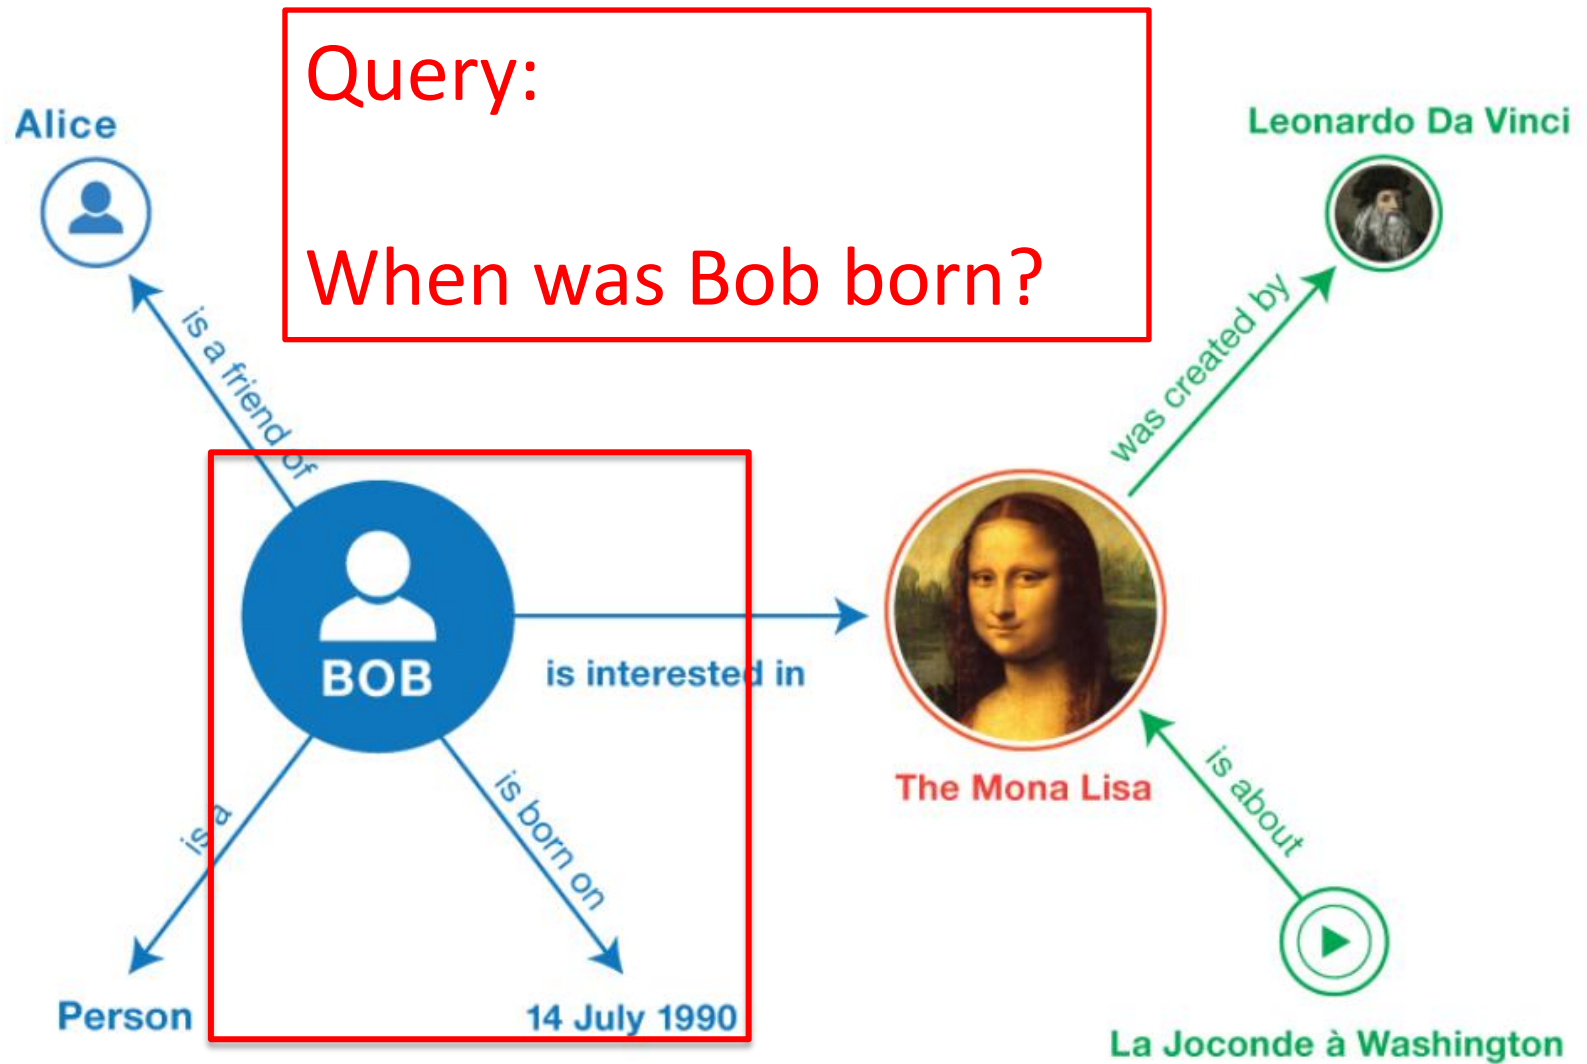 Query:
When was Bob born?
Alice
Leonardo Da Vinci
is a friend of
was created by
BOB
is interested in
The Mona Lisa
is a
is born on
is about
Person
14 July 1990
La Joconde à Washington